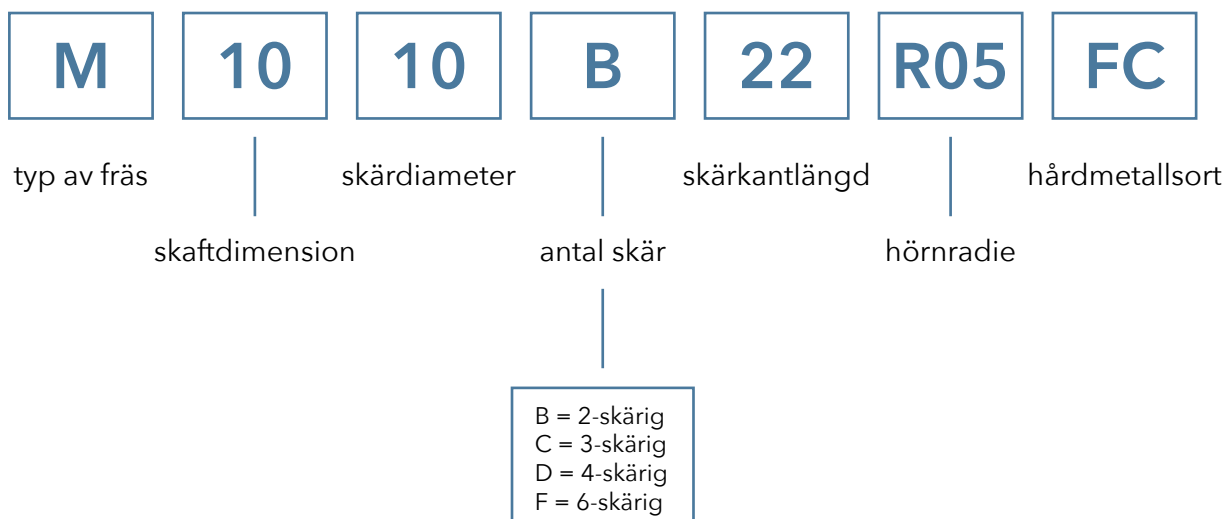 M 10 10 B 22 R05 FC
typ av fräs skärdiameter skärkantlängd hårdmetallsort
skaftdimension antal skär hörnradie
B = 2-skärig
C = 3-skärig
D = 4-skärig
F = 6-skärig